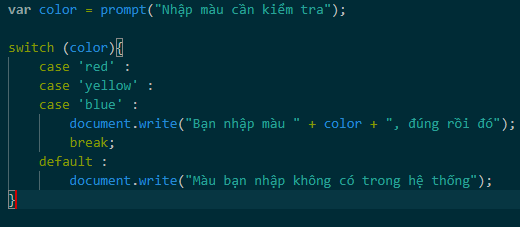 var color = prompt("Nhập màu cần kiểm tra");
switch (color){
case 'red' :
case 'yellow' :
case 'blue' :
document.write("Bạn nhập màu " + color + ", đúng rồi đó");
break;
default :
document.write("Màu bạn nhập không có trong hệ thống");
}